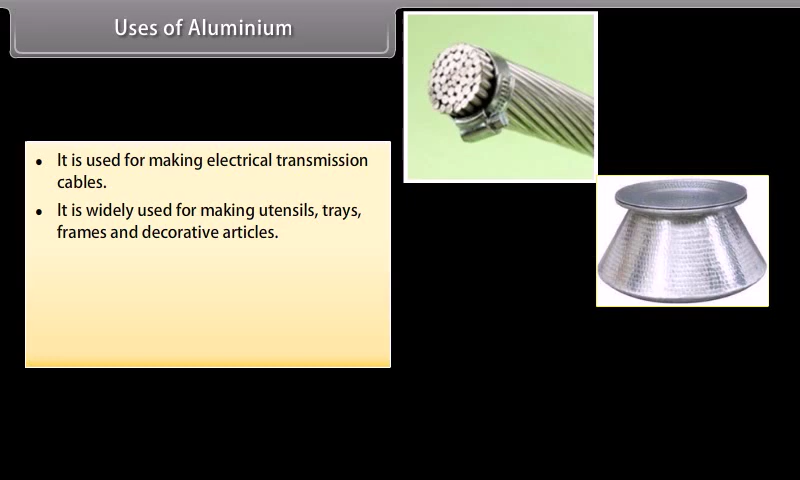 Uses of Aluminium
• It is used for making electrical transmission
cables.
• It is widely used for making utensils, trays,
frames and decorative articles.